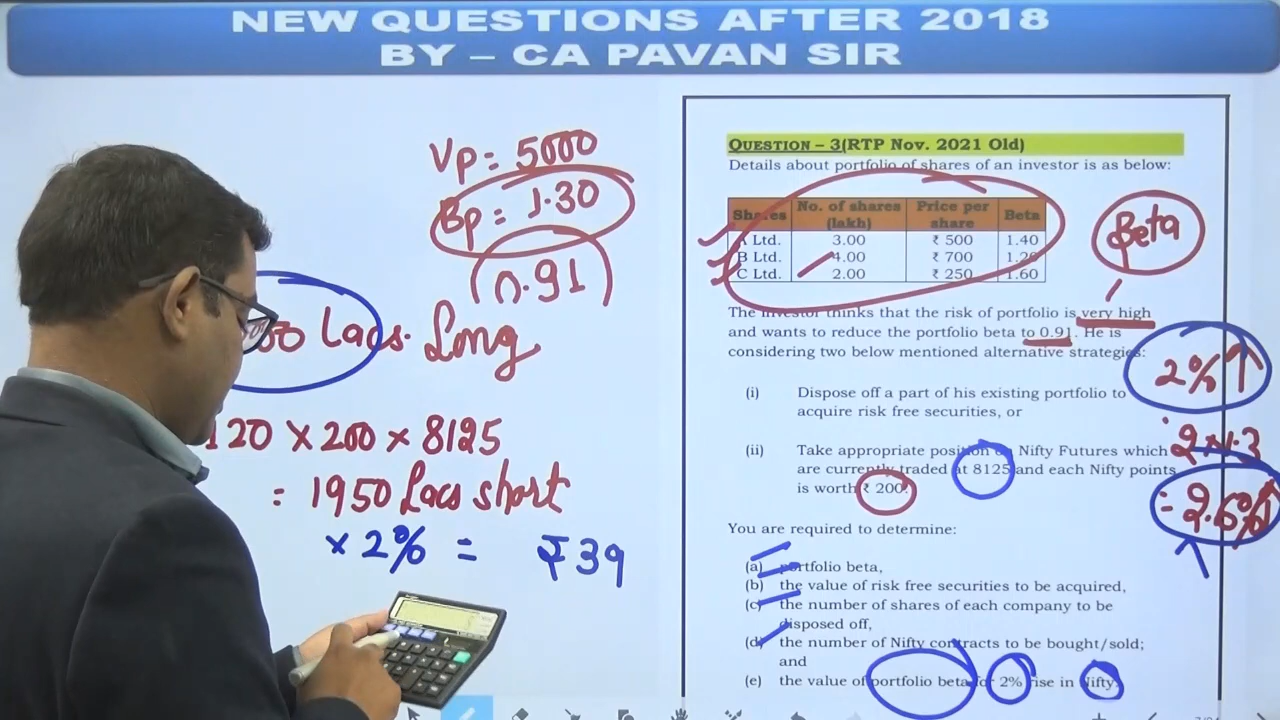 NEW QUESTIONS AFTER 2018
BY – CA PAVAN SIR
Vp = 5000
Bp = 1.30
0.91
Lacs. Long
120 × 200 × 8125
= 1950 Lacs short
× 2% = ₹39
QUESTION – 3(RTP Nov. 2021 Old)
Details about portfolio of shares of an investor is as below:
Shares No. of shares (lakh) Price per share Beta
A Ltd. 3.00 ₹ 500 1.40
B Ltd. 4.00 ₹ 700
C Ltd. 2.00 ₹ 250 1.60
Beta
The investor thinks that the risk of portfolio is very high
and wants to reduce the portfolio beta to 0.91. He is
considering two below mentioned alternative strategies:
2% ↑
(i) Dispose off a part of his existing portfolio to
acquire risk free securities, or
(ii) Take appropriate position on Nifty Futures which
are currently traded at 8125 and each Nifty points
is worth ₹ 200.
2 × 1.3
= 2.6% ↑
You are required to determine:
(a) portfolio beta,
(b) the value of risk free securities to be acquired,
(c) the number of shares of each company to be
disposed off,
(d) the number of Nifty contracts to be bought/sold;
and
(e) the value of portfolio beta for 2% rise in Nifty.